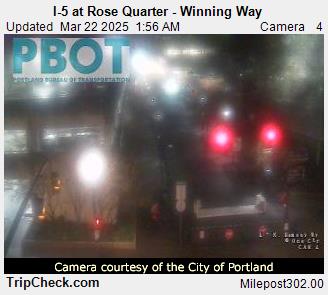 I-5 at Rose Quarter - Winning Way
Updated Mar 22 2025 1:56 AM Camera 4
PBOT
PORTLAND BUREAU OF TRANSPORTATION
Camera courtesy of the City of Portland
TripCheck.com Milepost302.00